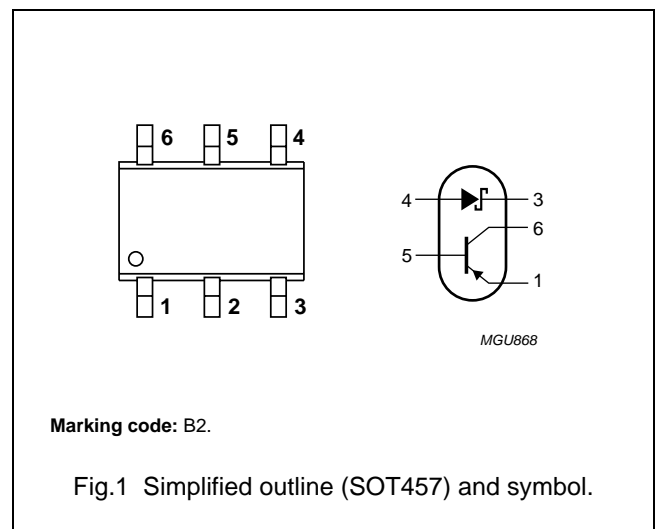 6 5 4
1 2 3
4 3
6
5
1
MGU868
Marking code: B2.
Fig.1 Simplified outline (SOT457) and symbol.